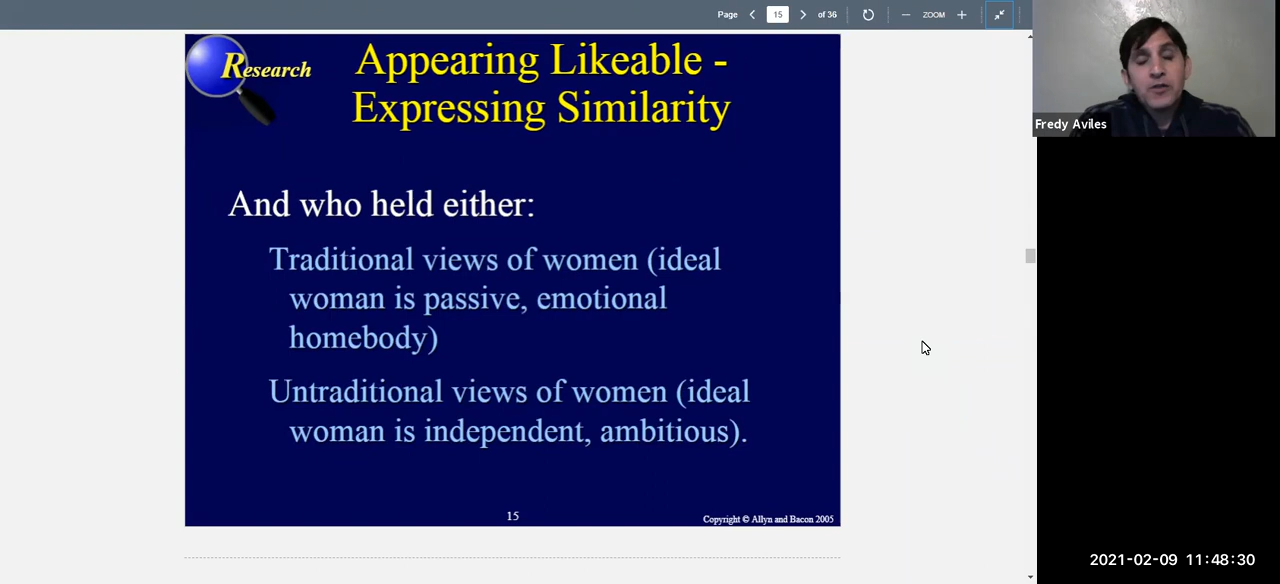 Page 15 of 36 ZOOM
Research
Appearing Likeable -
Expressing Similarity
Fredy Aviles
And who held either:
Traditional views of women (ideal
woman is passive, emotional
homebody)
Untraditional views of women (ideal
woman is independent, ambitious).
15
Copyright © Allyn and Bacon 2005
2021-02-09 11:48:30